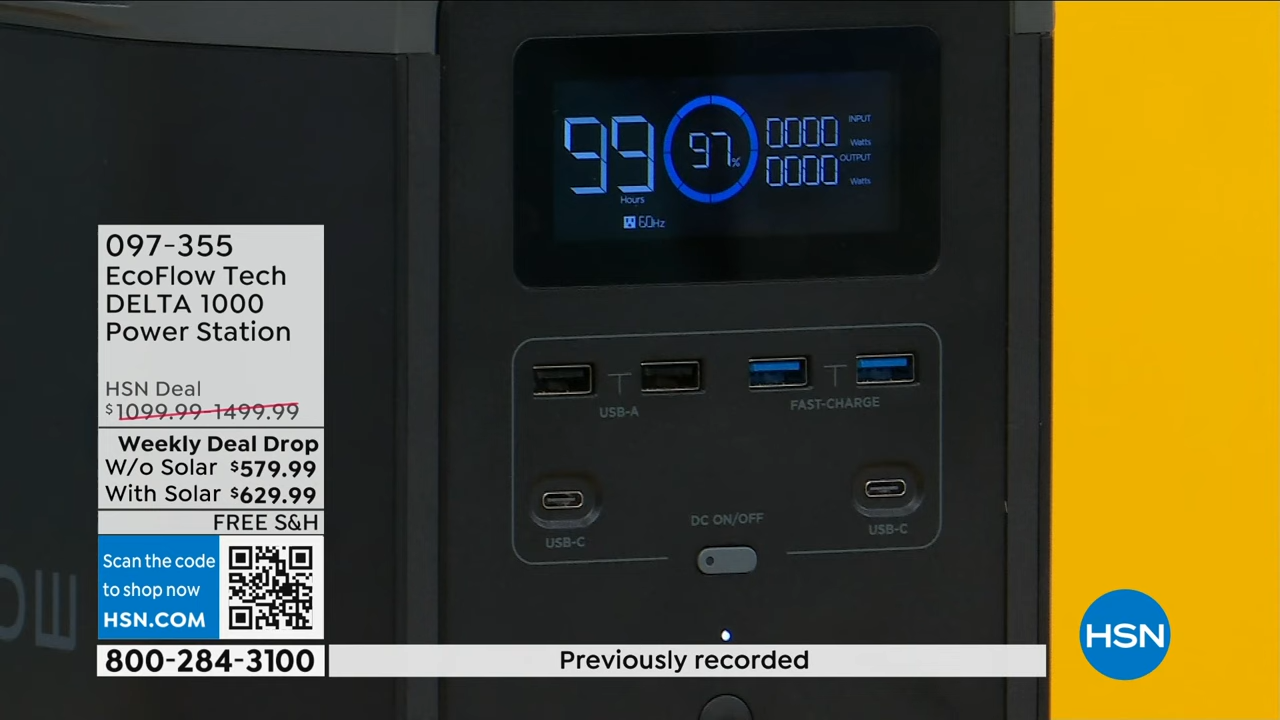 99
Hours
60Hz
97%
0000
INPUT
Watts
0000
OUTPUT
Watts
USB-A
FAST-CHARGE
USB-C
DC ON/OFF
USB-C
097-355
EcoFlow Tech
DELTA 1000
Power Station
HSN Deal
$1099.99-1499.99
Weekly Deal Drop
W/o Solar $579.99
With Solar $629.99
FREE S&H
Scan the code
to shop now
HSN.COM
800-284-3100
Previously recorded
HSN